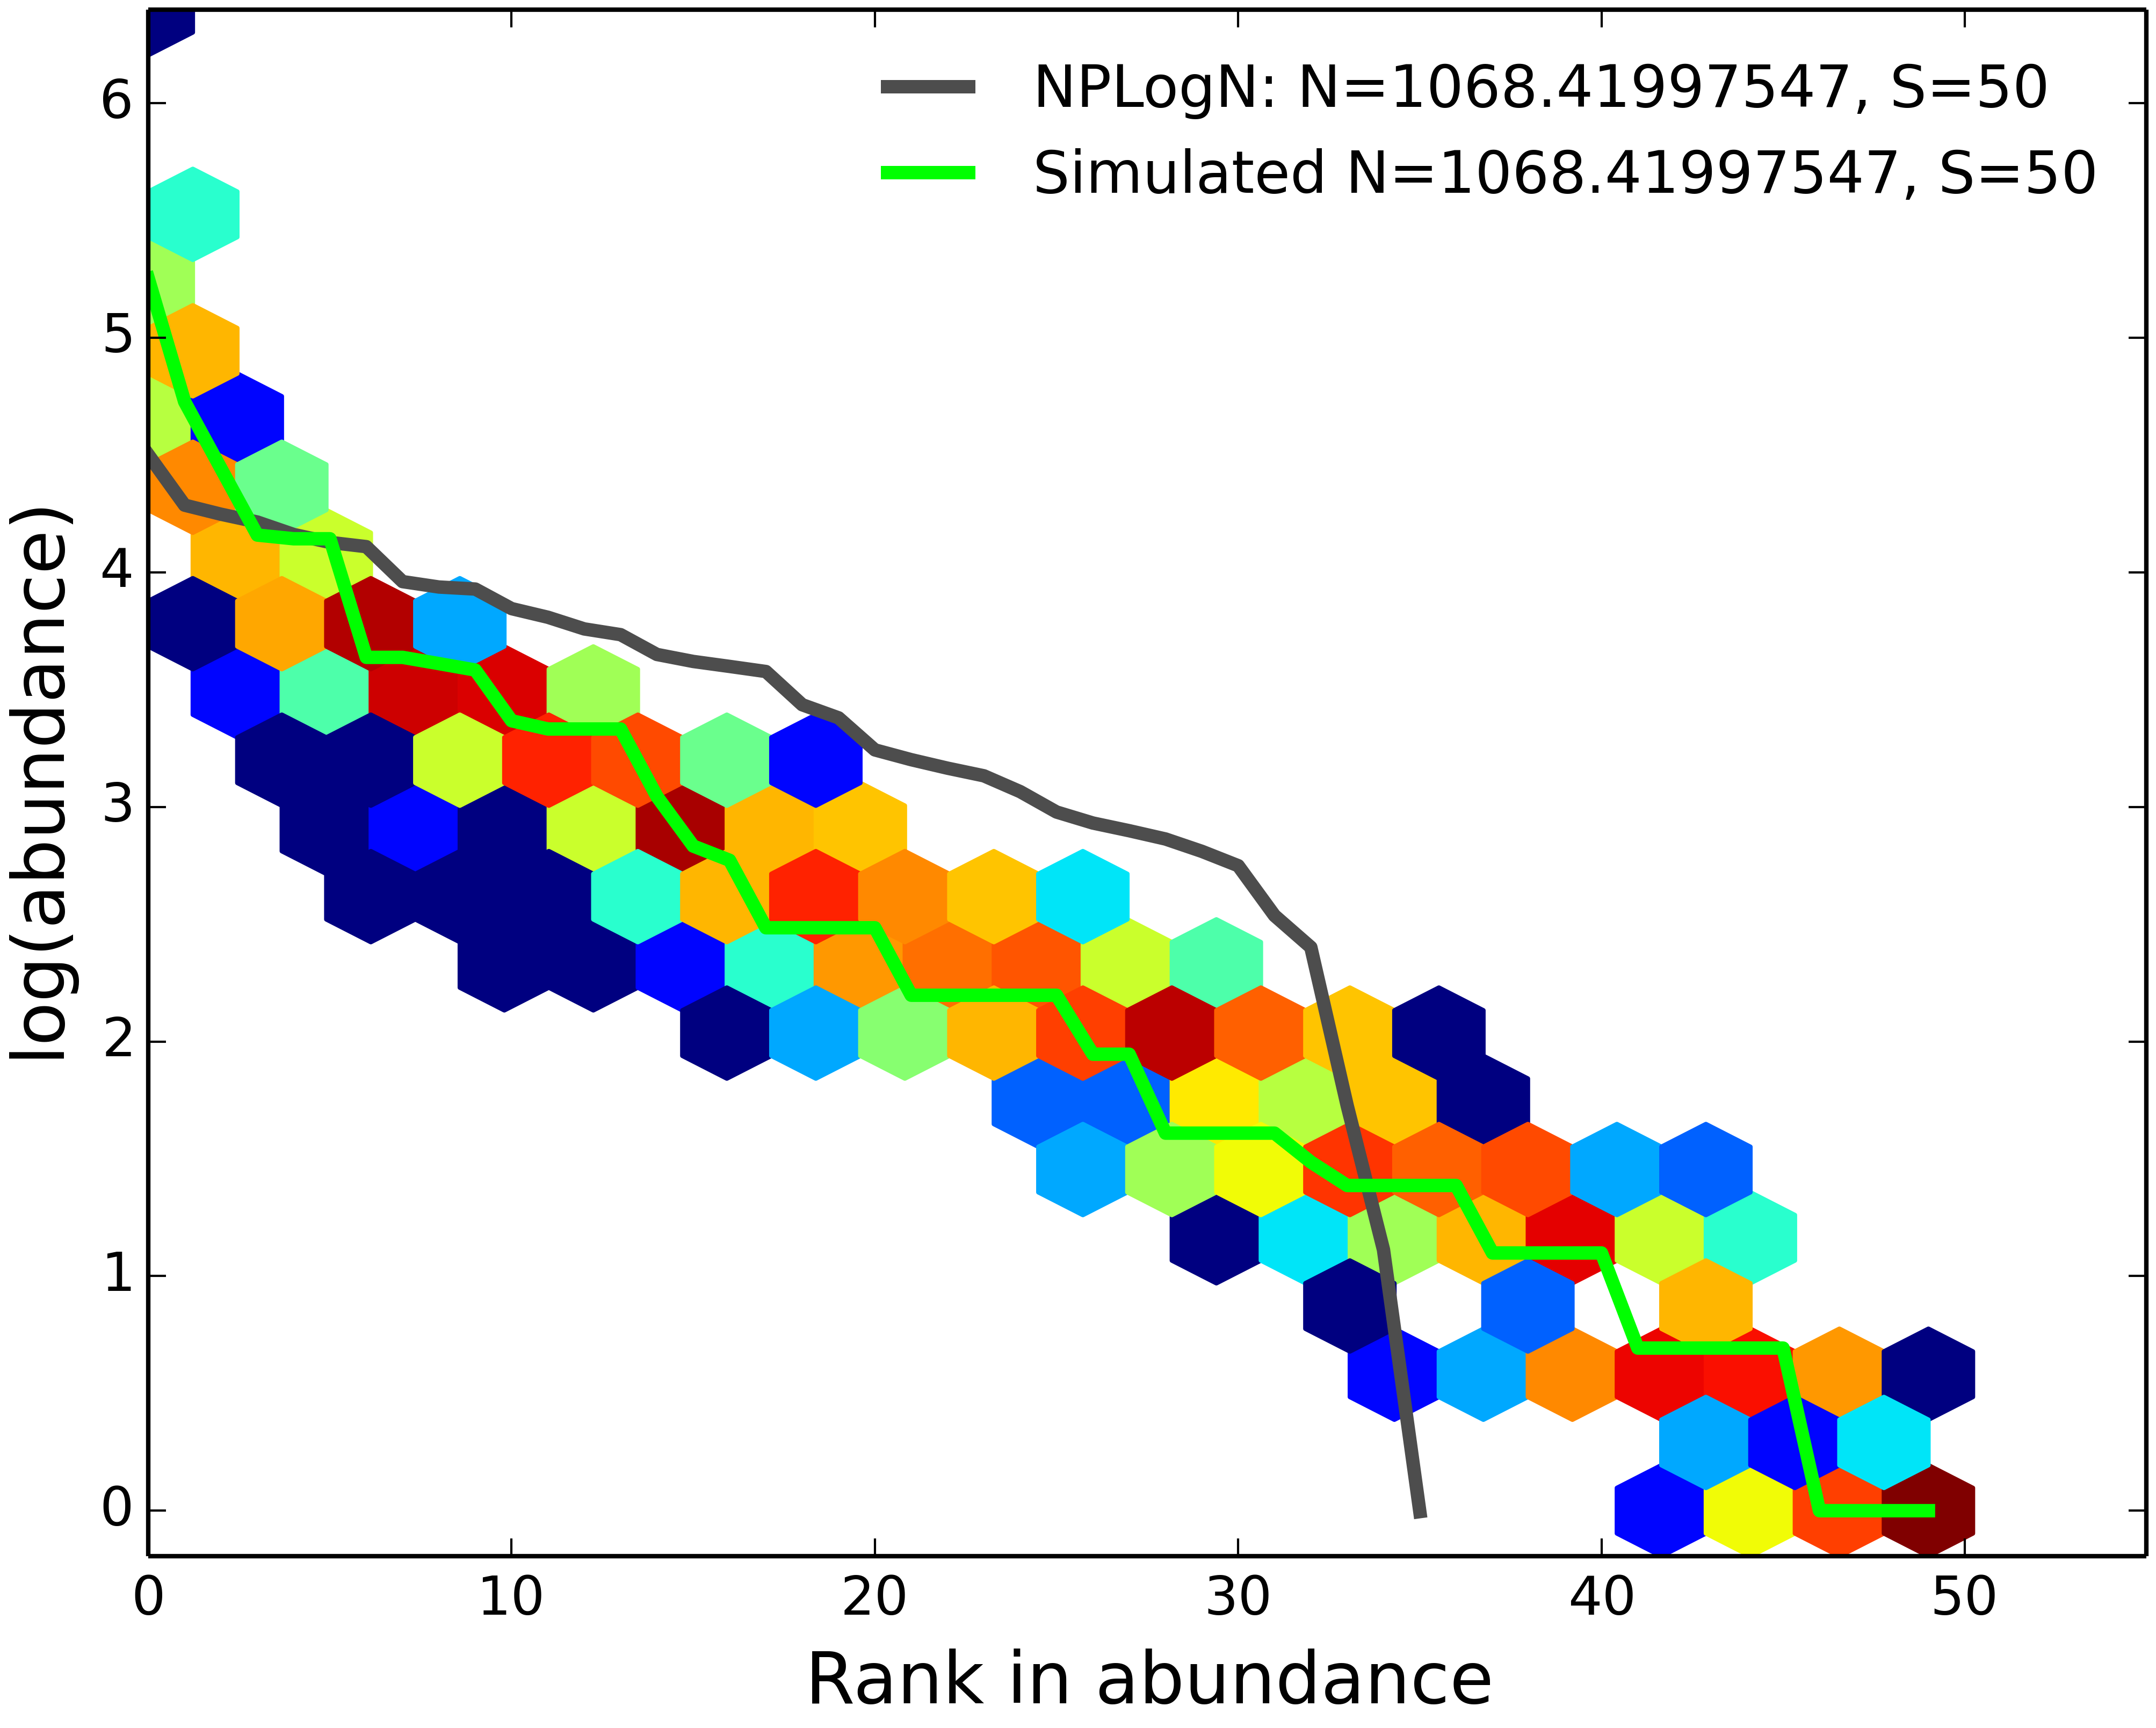 NPLogN: N=1068.41997547, S=50
Simulated N=1068.41997547, S=50
log(abundance)
6
5
4
3
2
1
0
0 10 20 30 40 50
Rank in abundance